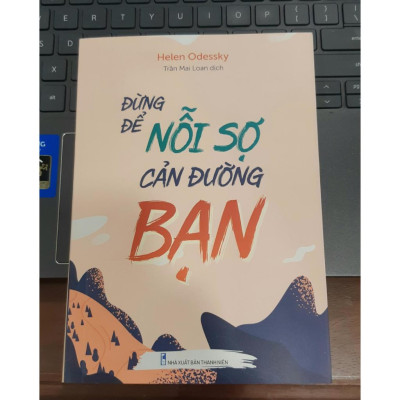 Helen Odessky
Trần Mai Loan dịch
ĐỪNG
ĐỂ
NỖI SỢ
CẢN ĐƯỜNG
BẠN
NHÀ XUẤT BẢN THANH NIÊN